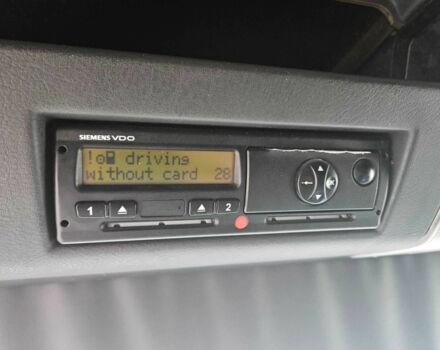 SIEMENS VDO
! driving
without card 28
1 2